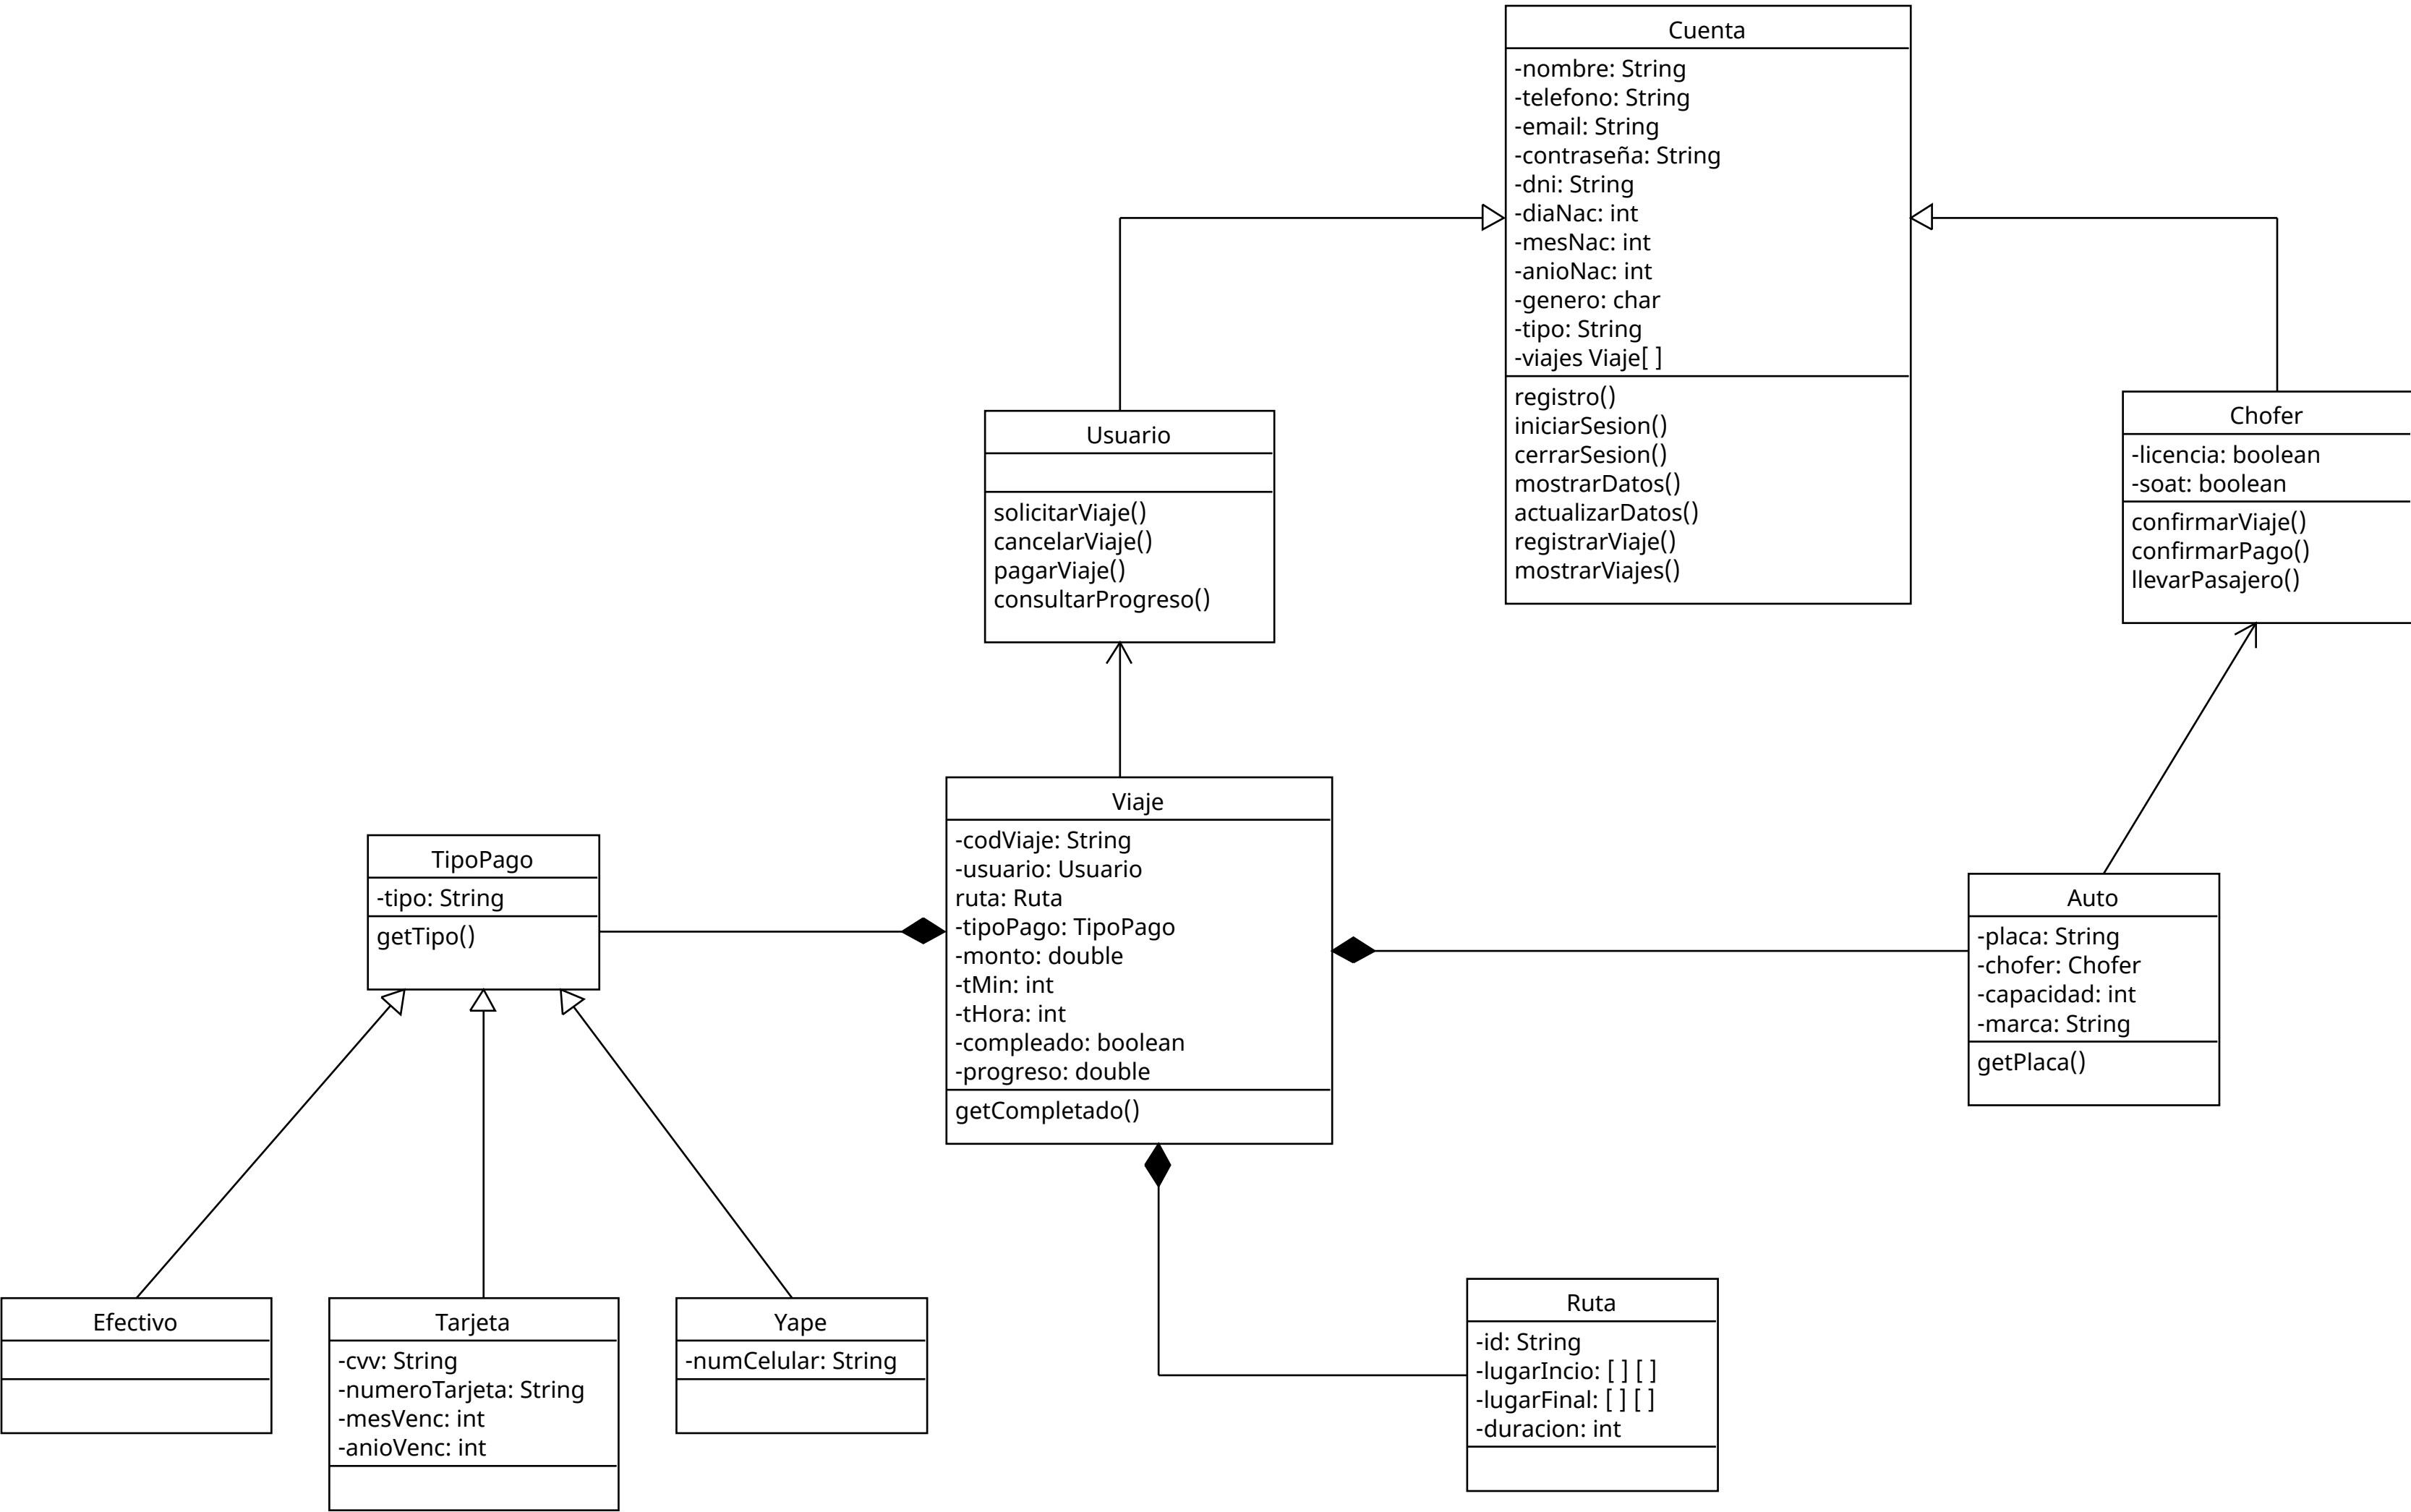 Cuenta
-nombre: String
-telefono: String
-email: String
-contraseña: String
-dni: String
-diaNac: int
-mesNac: int
-anioNac: int
-genero: char
-tipo: String
-viajes Viaje[ ]
registro()
iniciarSesion()
cerrarSesion()
mostrarDatos()
actualizarDatos()
registrarViaje()
mostrarViajes()
Usuario
solicitarViaje()
cancelarViaje()
pagarViaje()
consultarProgreso()
Chofer
-licencia: boolean
-soat: boolean
confirmarViaje()
confirmarPago()
llevarPasajero()
TipoPago
-tipo: String
getTipo()
Viaje
-codViaje: String
-usuario: Usuario
ruta: Ruta
-tipoPago: TipoPago
-monto: double
-tMin: int
-tHora: int
-compleado: boolean
-progreso: double
getCompletado()
Auto
-placa: String
-chofer: Chofer
-capacidad: int
-marca: String
getPlaca()
Efectivo
Tarjeta
-cvv: String
-numeroTarjeta: String
-mesVenc: int
-anioVenc: int
Yape
-numCelular: String
Ruta
-id: String
-lugarIncio: [ ] [ ]
-lugarFinal: [ ] [ ]
-duracion: int